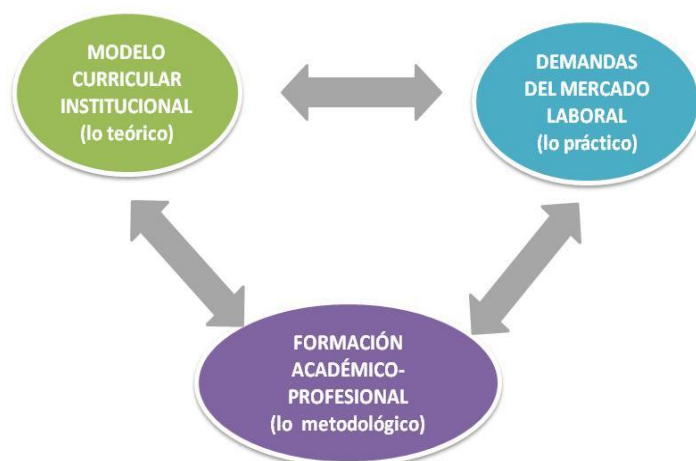 MODELO
CURRICULAR
INSTITUCIONAL
(lo teórico)
DEMANDAS
DEL MERCADO
LABORAL
(lo práctico)
FORMACIÓN
ACADÉMICO-
PROFESIONAL
(lo metodológico)